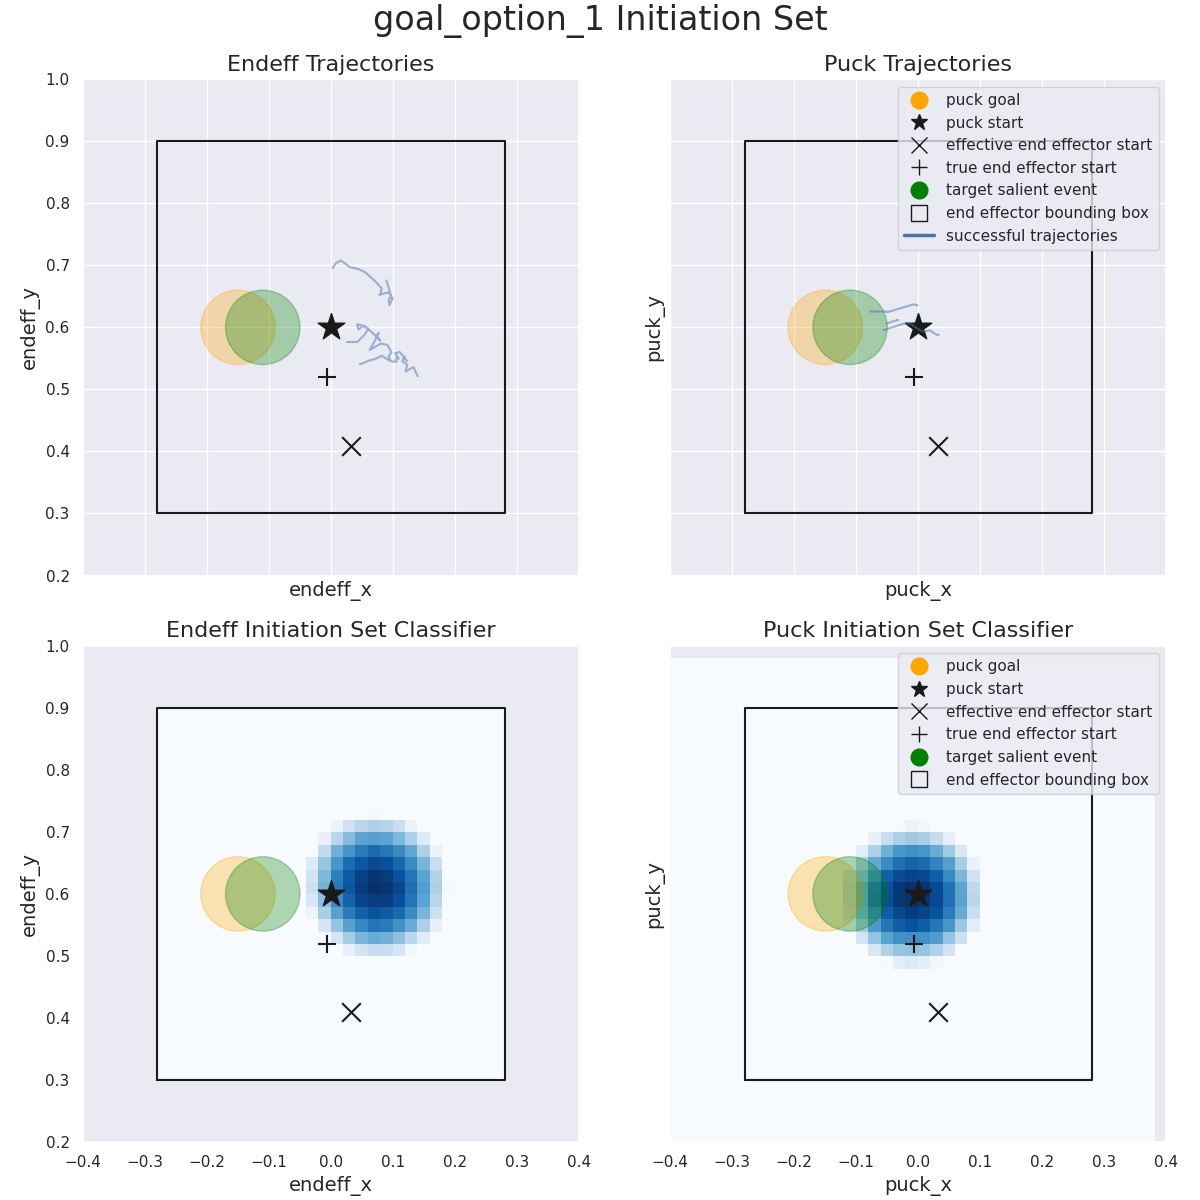 goal_option_1 Initiation Set
Endeff Trajectories
Puck Trajectories
1.0
0.9
0.8
0.7
0.6
0.5
0.4
0.3
0.2
endeff_y
endeff_x
puck_y
puck_x
puck goal
puck start
effective end effector start
true end effector start
target salient event
end effector bounding box
successful trajectories
Endeff Initiation Set Classifier
Puck Initiation Set Classifier
1.0
0.9
0.8
0.7
0.6
0.5
0.4
0.3
0.2
endeff_y
−0.4 −0.3 −0.2 −0.1 0.0 0.1 0.2 0.3 0.4
endeff_x
puck_y
puck goal
puck start
effective end effector start
true end effector start
target salient event
end effector bounding box
−0.4 −0.3 −0.2 −0.1 0.0 0.1 0.2 0.3 0.4
puck_x